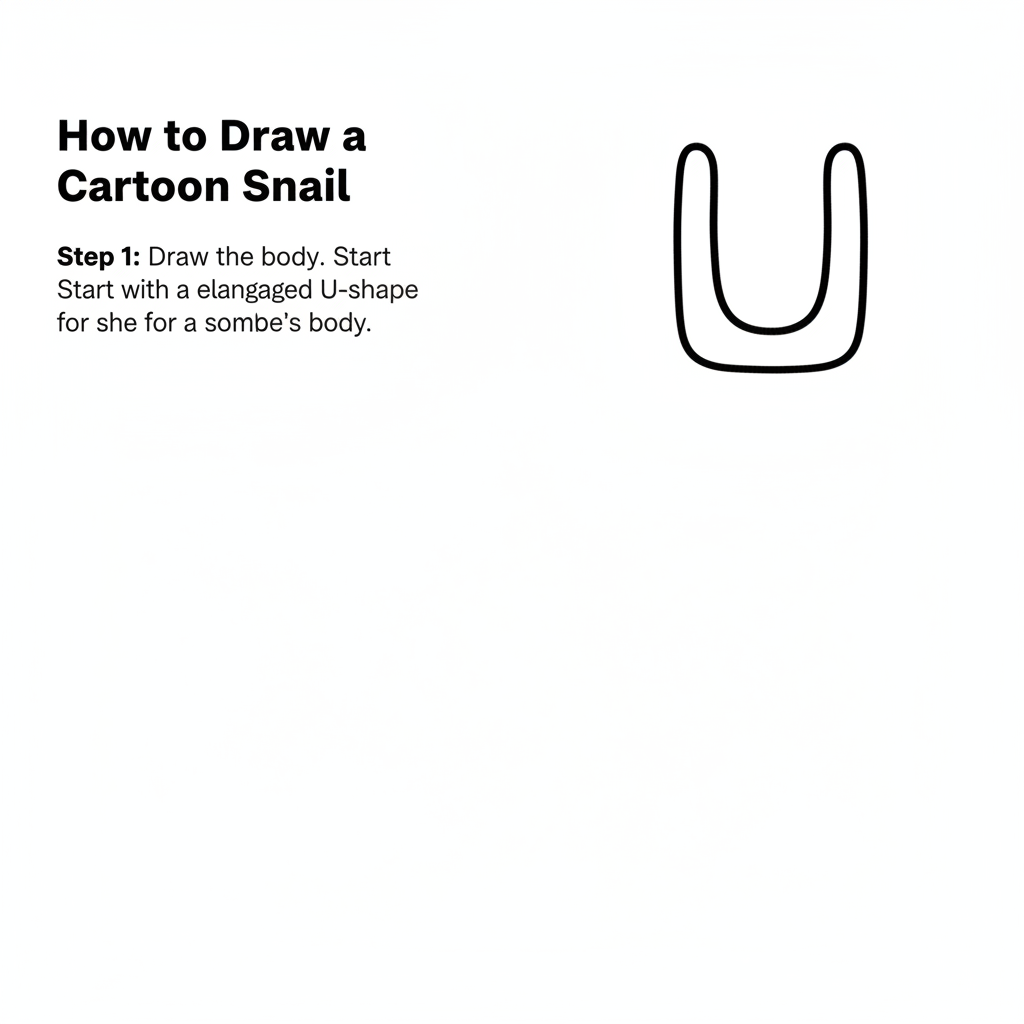 How to Draw a
Cartoon Snail
Step 1: Draw the body. Start
Start with a elangaged U-shape
for she for a sombe's body.